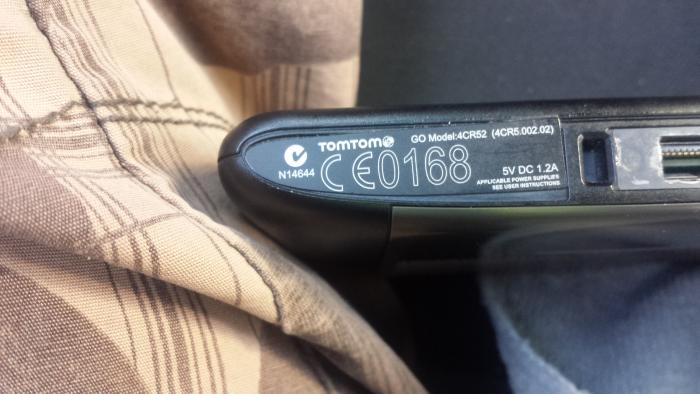 TOMTOM
GO Model:4CR52 (4CR5.002.02)
N14644
CE0168
5V DC 1.2A
APPLICABLE POWER SUPPLIES
SEE USER INSTRUCTIONS